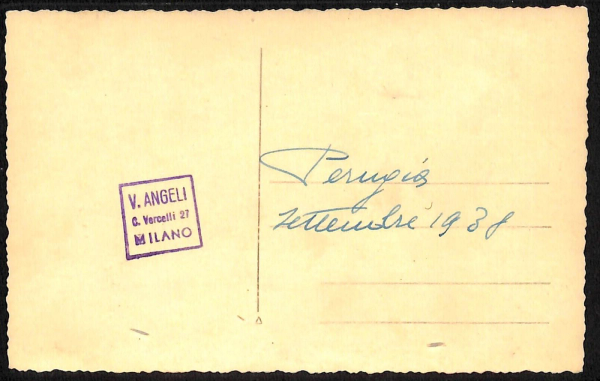 V. ANGELI
C. Vercelli 27
MILANO
Perugia
settembre 1938